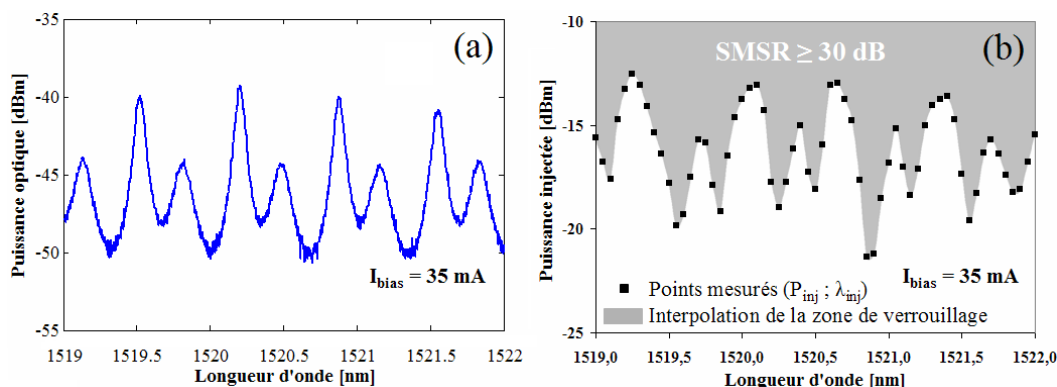 -35
-40
-45
-50
-55
Puissance optique [dBm]
(a)
I_bias = 35 mA
1519 1519.5 1520 1520.5 1521 1521.5 1522
Longueur d'onde [nm]
-10
-15
-20
-25
Puissance injectée [dBm]
SMSR ≥ 30 dB
(b)
I_bias = 35 mA
Points mesurés (P_inj ; λ_inj)
Interpolation de la zone de verrouillage
1519,0 1519,5 1520,0 1520,5 1521,0 1521,5 1522,0
Longueur d'onde [nm]